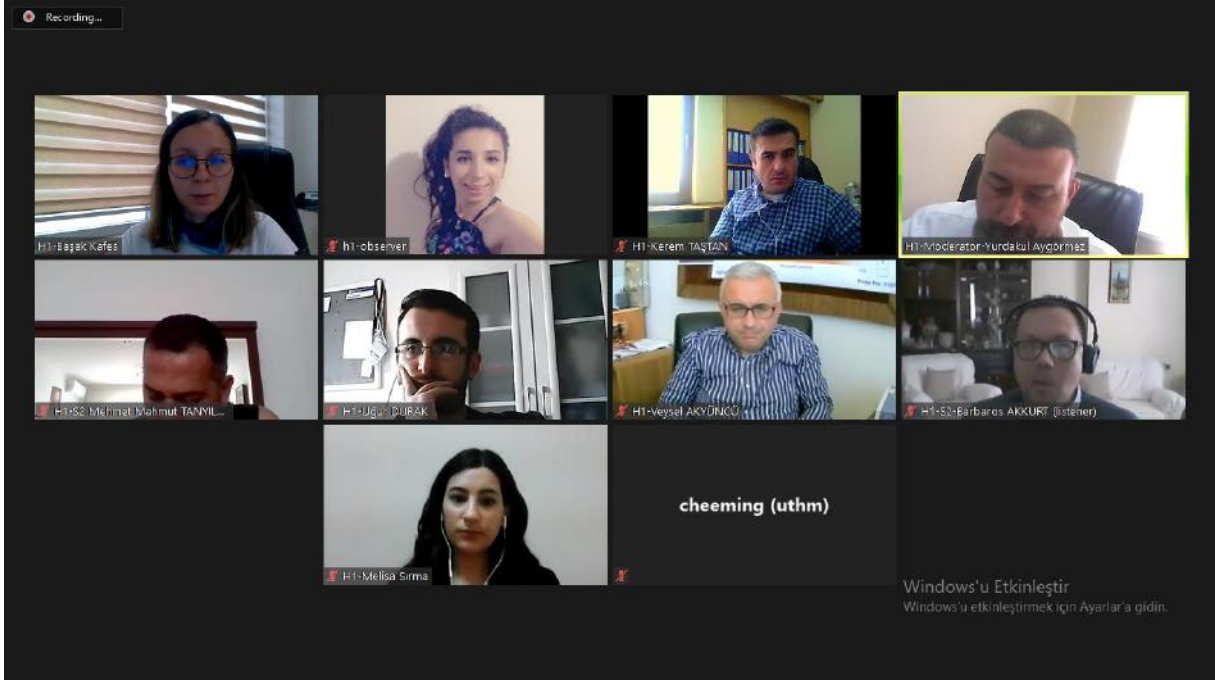 Recording...
H1-Başak Kafes
h1-observer
H1-Kerem TAŞTAN
H1-Moderator-Yurdakul Aygörmez
H1-S2 Mehmet Mahmut TANYIL...
H1-Uğur DURAK
H1-Veysel AKYÜNCÜ
H1-S2-Barbaros AKKURT (listener)
H1-Melisa Sırma
cheeming (uthm)
Windows'u Etkinleştir
Windows'u etkinleştirmek için Ayarlar'a gidin.